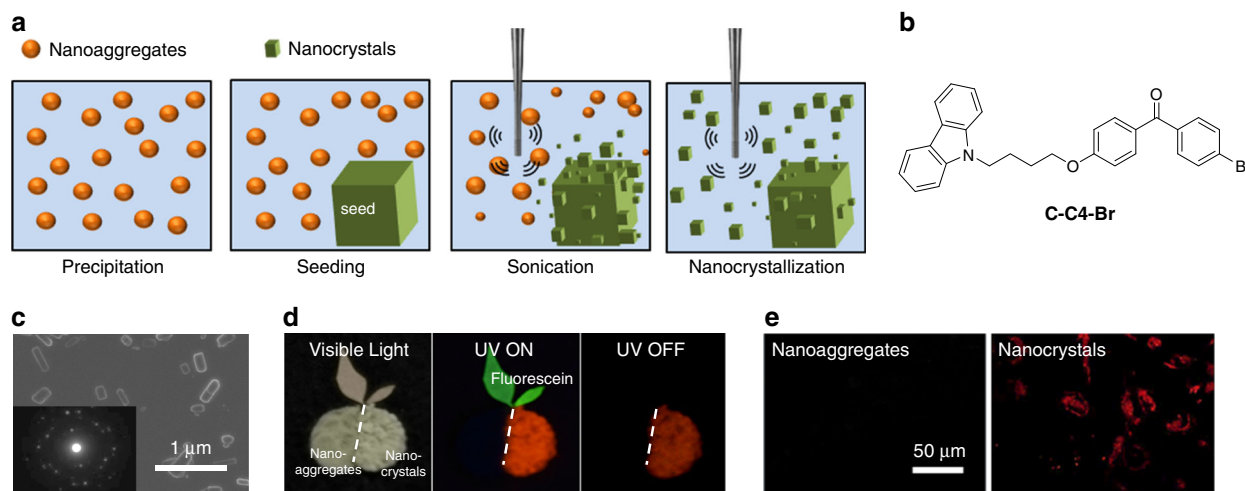 a
Nanoaggregates
Nanocrystals
seed
Precipitation
Seeding
Sonication
Nanocrystallization
b
N
O
O
B
C-C4-Br
c
1 μm
d
Visible Light
UV ON
UV OFF
Fluorescein
Nano-
aggregates
Nano-
crystals
e
Nanoaggregates
Nanocrystals
50 μm